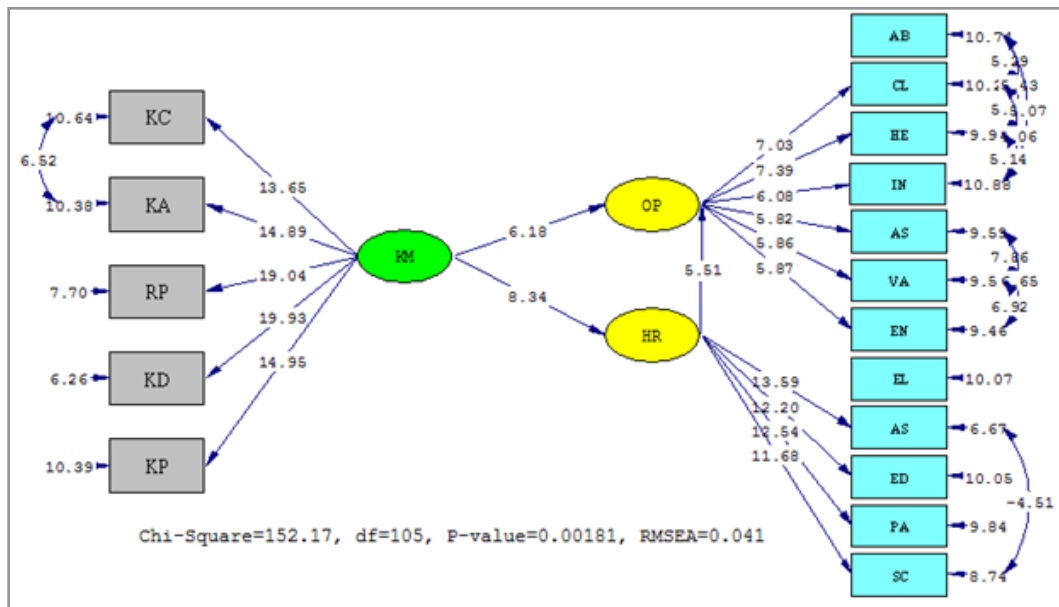 AB
10.74
5.29
CL
KC
10.64
HE
5.14
7.03
7.39
13.65
IN
10.88
6.52
6.08
KA
10.38
OP
5.82
AS
9.59
14.89
6.18
5.86
7.86
KM
5.87
VA
19.04
5.51
RP
7.70
8.34
6.92
19.93
EN
9.46
HR
14.95
EL
10.07
KD
6.26
13.59
12.20
AS
6.67
12.54
11.68
ED
10.05
KP
10.39
-4.51
PA
9.84
Chi-Square=152.17, df=105, P-value=0.00181, RMSEA=0.041
SC
8.74